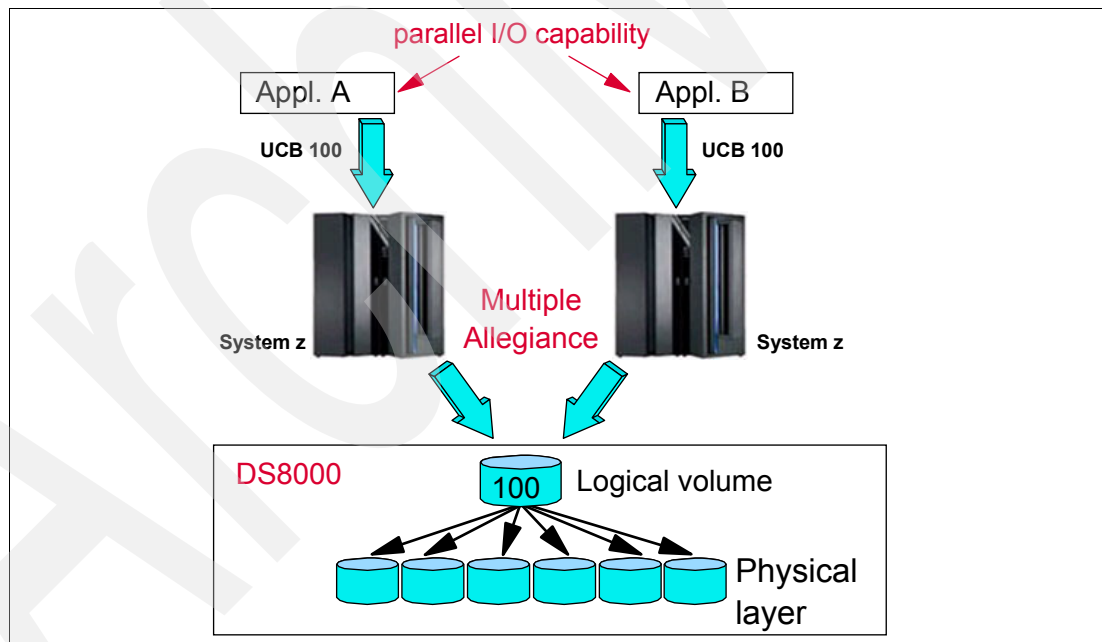 parallel I/O capability
Appl. A
Appl. B
UCB 100
UCB 100
Multiple
Allegiance
System z
System z
DS8000
100
Logical volume
Physical
layer